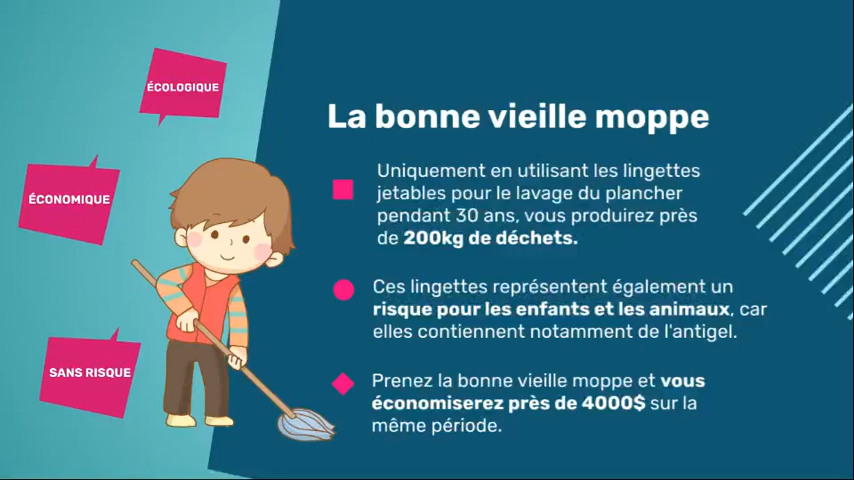 ÉCOLOGIQUE
ÉCONOMIQUE
SANS RISQUE
La bonne vieille moppe
Uniquement en utilisant les lingettes
jetables pour le lavage du plancher
pendant 30 ans, vous produirez près
de 200kg de déchets.
Ces lingettes représentent également un
risque pour les enfants et les animaux, car
elles contiennent notamment de l'antigel.
Prenez la bonne vieille moppe et vous
économiserez près de 4000$ sur la
même période.